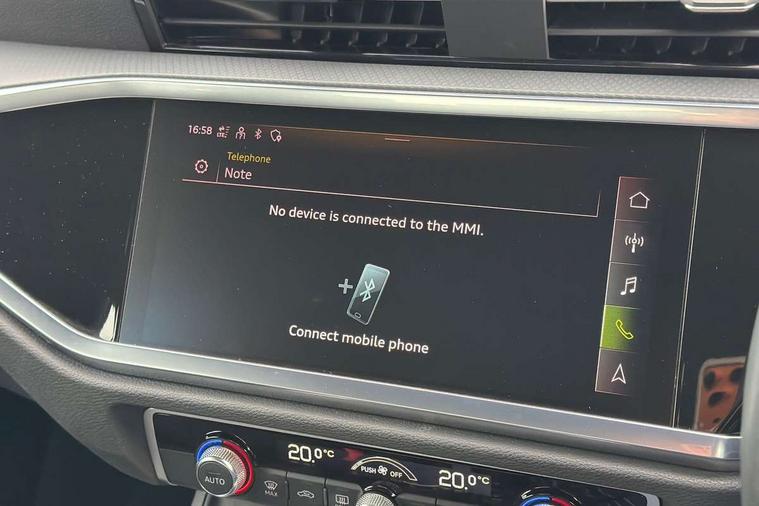 16:58
LTE
Telephone
Note
No device is connected to the MMI.
Connect mobile phone
20.0°C
PUSH OFF
20.0°C
AUTO
MAX